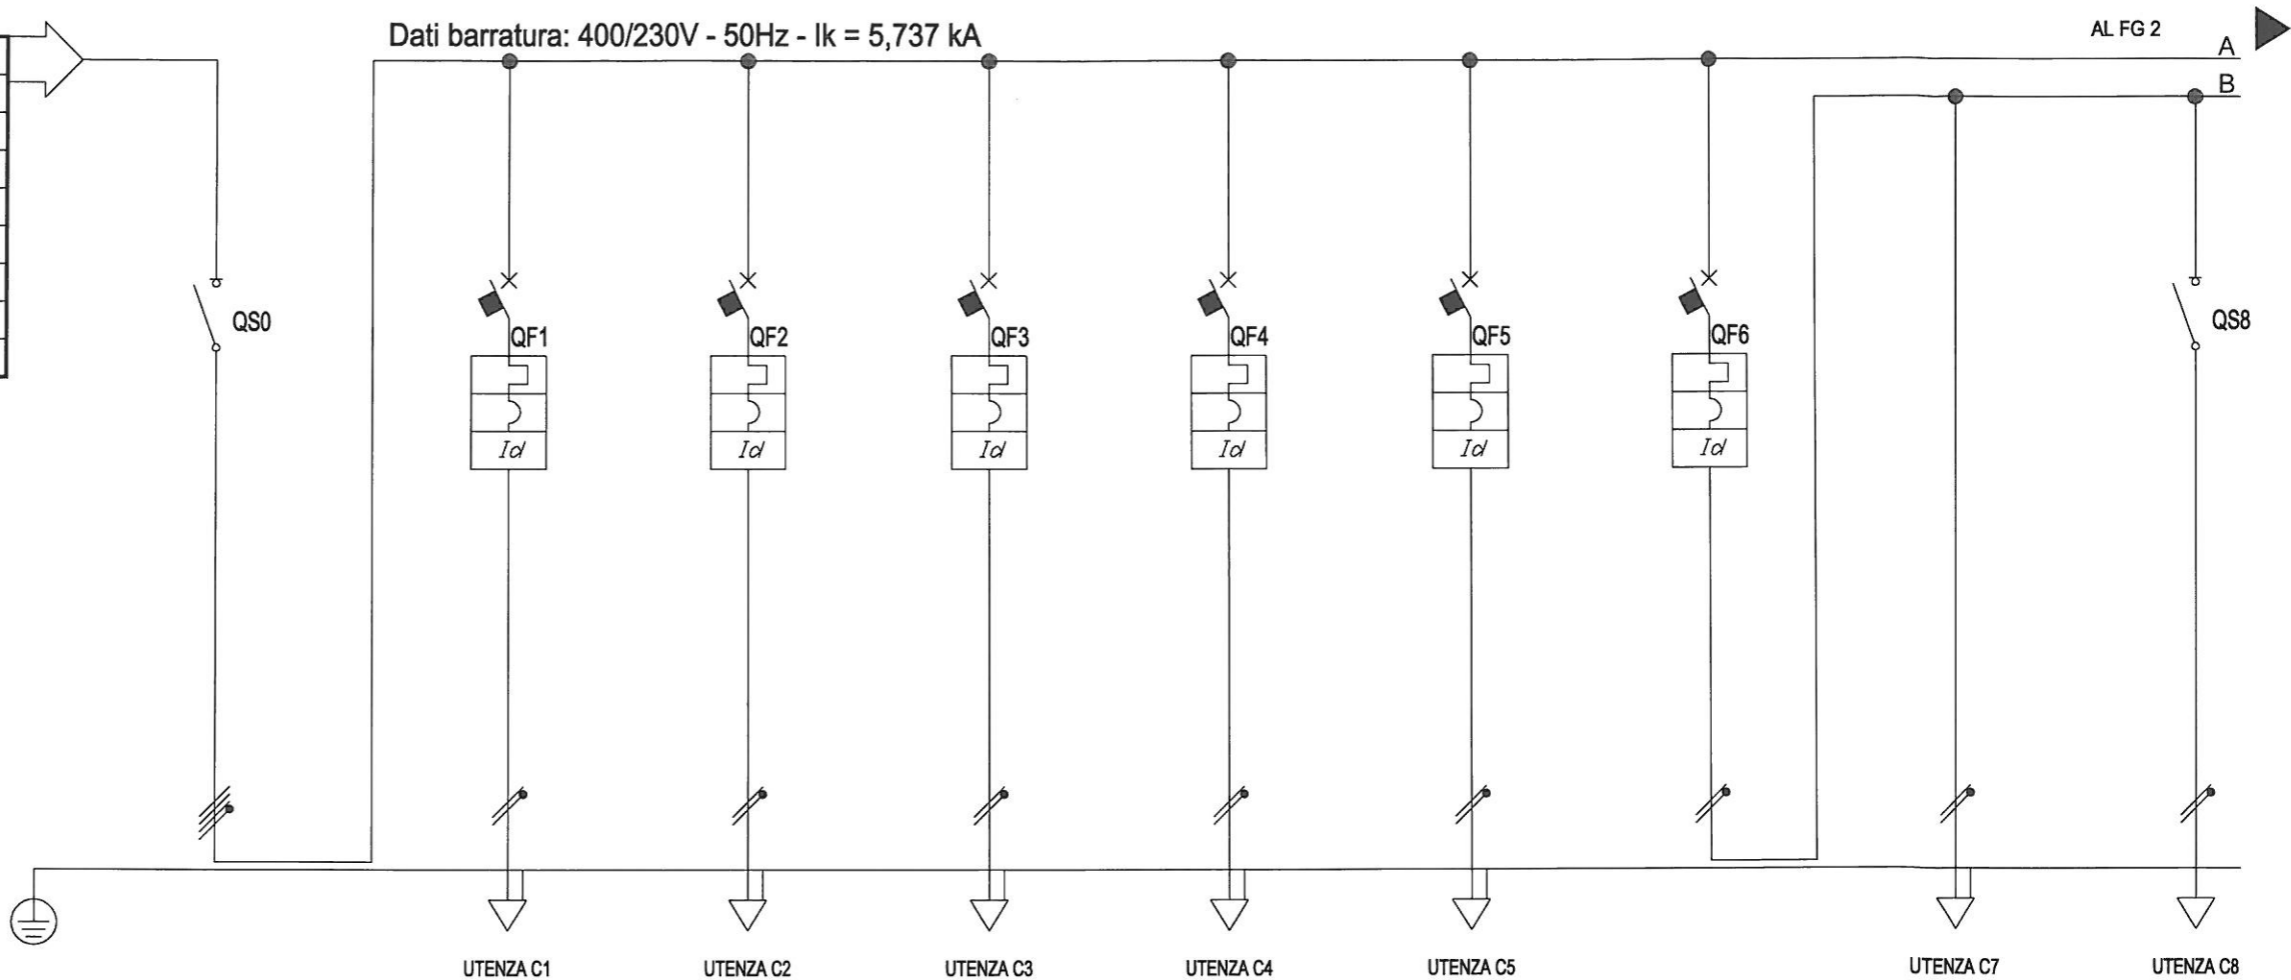 Dati barratura: 400/230V - 50Hz - Ik = 5,737 kA
AL FG 2
A
B
QS0
QF1
QF2
QF3
QF4
QF5
QF6
QS8
Id
Id
Id
Id
Id
Id
UTENZA C1
UTENZA C2
UTENZA C3
UTENZA C4
UTENZA C5
UTENZA C7
UTENZA C8